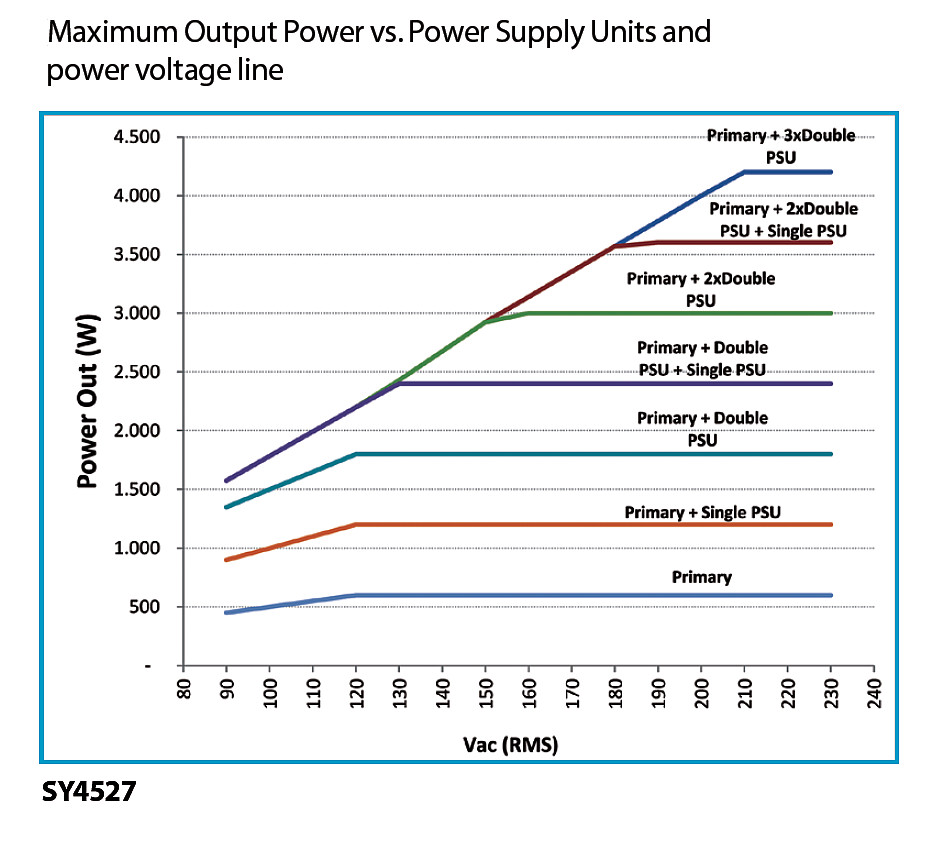 Maximum Output Power vs. Power Supply Units and
power voltage line
4.500
4.000
3.500
3.000
2.500
2.000
1.500
1.000
500
-
Power Out (W)
Primary + 3xDouble
PSU
Primary + 2xDouble
PSU + Single PSU
Primary + 2xDouble
PSU
Primary + Double
PSU + Single PSU
Primary + Double
PSU
Primary + Single PSU
Primary
80
90
100
110
120
130
140
150
160
170
180
190
200
210
220
230
240
Vac (RMS)
SY4527